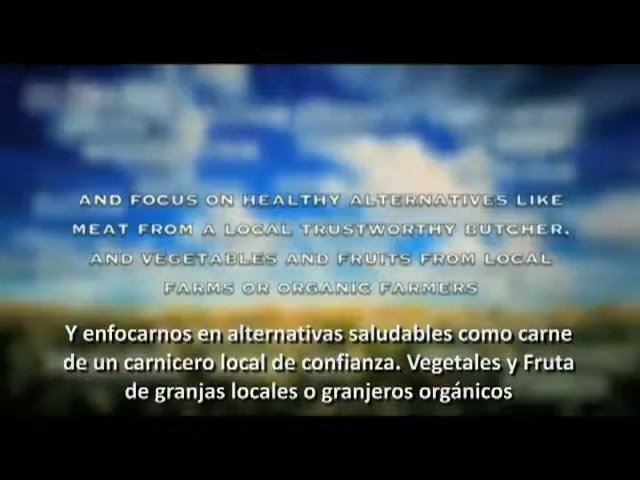 AND FOCUS ON HEALTHY ALTERNATIVES LIKE
MEAT FROM A LOCAL TRUSTWORTHY BUTCHER,
AND VEGETABLES AND FRUITS FROM LOCAL
FARMS OR ORGANIC FARMERS
Y enfocarnos en alternativas saludables como carne
de un carnicero local de confianza. Vegetales y Fruta
de granjas locales o granjeros orgánicos